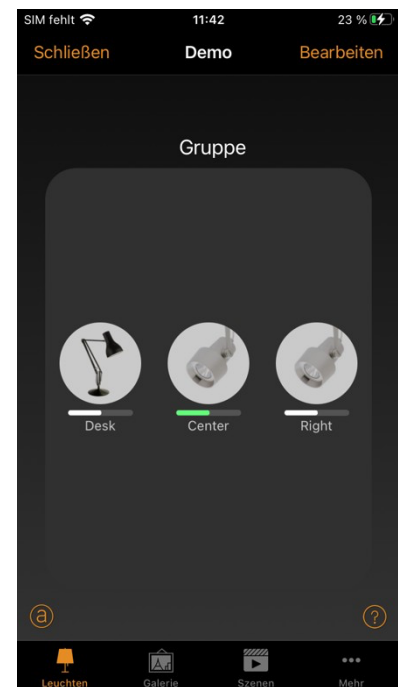 SIM fehlt 11:42 23 %
Schließen Demo Bearbeiten
Gruppe
Desk Center Right
a ?
Leuchten Galerie Szenen Mehr